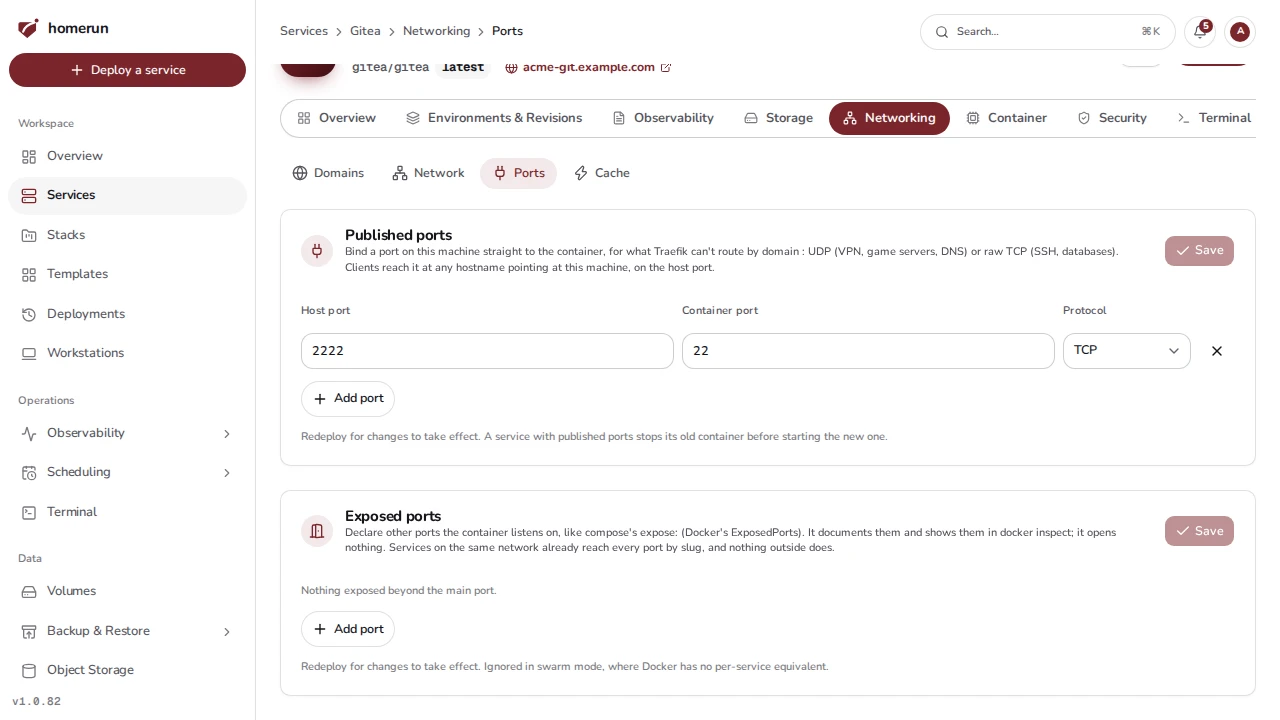 homerun
Services > Gitea > Networking > Ports
Search...
⌘K
5
A
Deploy a service
gitea/gitea latest acme-git.example.com
Workspace
Overview
Services
Stacks
Templates
Deployments
Workstations
Operations
Observability
Scheduling
Terminal
Data
Volumes
Backup & Restore
Object Storage
v1.0.82
Overview
Environments & Revisions
Observability
Storage
Networking
Container
Security
Terminal
Domains
Network
Ports
Cache
Published ports
Bind a port on this machine straight to the container, for what Traefik can't route by domain : UDP (VPN, game servers, DNS) or raw TCP (SSH, databases).
Clients reach it at any hostname pointing at this machine, on the host port.
Save
Host port
Container port
Protocol
2222
22
TCP
Add port
Redeploy for changes to take effect. A service with published ports stops its old container before starting the new one.
Exposed ports
Declare other ports the container listens on, like compose's expose: (Docker's ExposedPorts). It documents them and shows them in docker inspect; it opens
nothing. Services on the same network already reach every port by slug, and nothing outside does.
Save
Nothing exposed beyond the main port.
Add port
Redeploy for changes to take effect. Ignored in swarm mode, where Docker has no per-service equivalent.